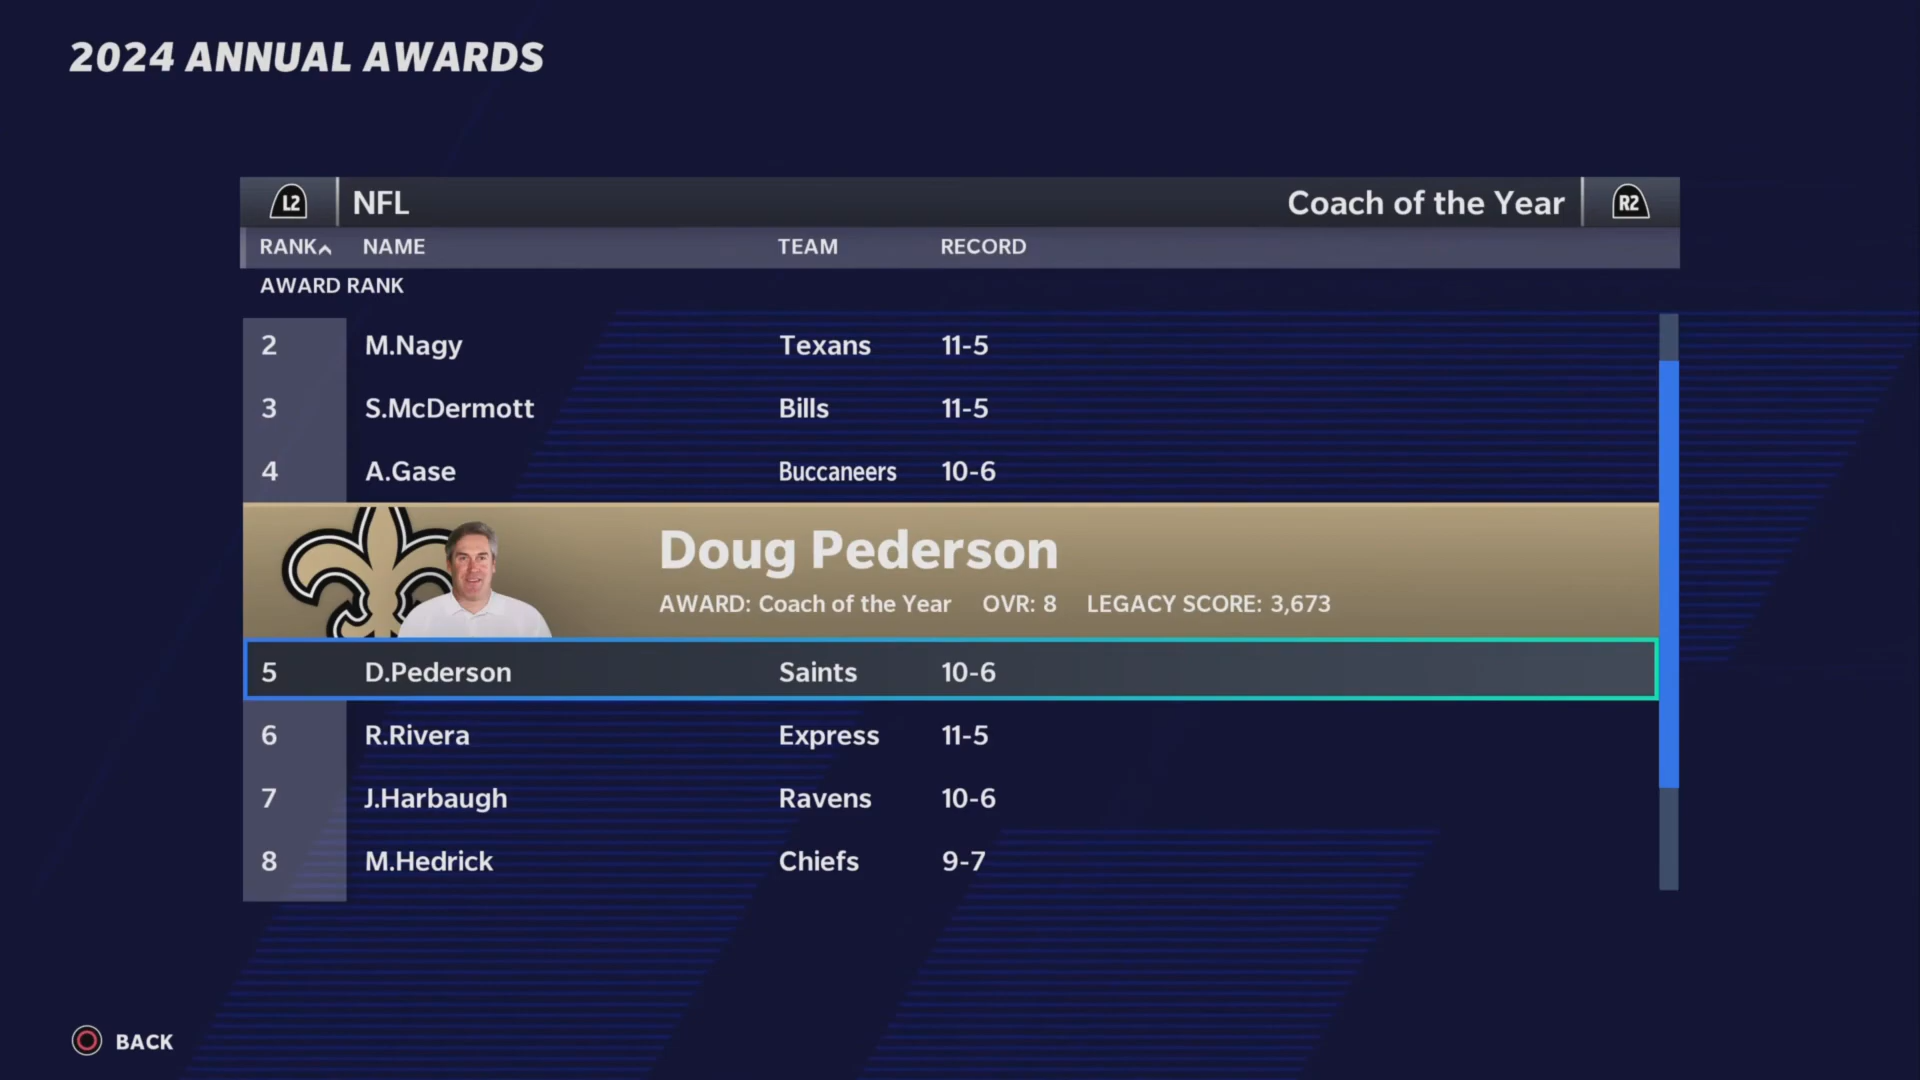 2024 ANNUAL AWARDS
L2 NFL Coach of the Year R2
RANK NAME TEAM RECORD
AWARD RANK
2 M.Nagy Texans 11-5
3 S.McDermott Bills 11-5
4 A.Gase Buccaneers 10-6
Doug Pederson
AWARD: Coach of the Year OVR: 8 LEGACY SCORE: 3,673
5 D.Pederson Saints 10-6
6 R.Rivera Express 11-5
7 J.Harbaugh Ravens 10-6
8 M.Hedrick Chiefs 9-7
BACK